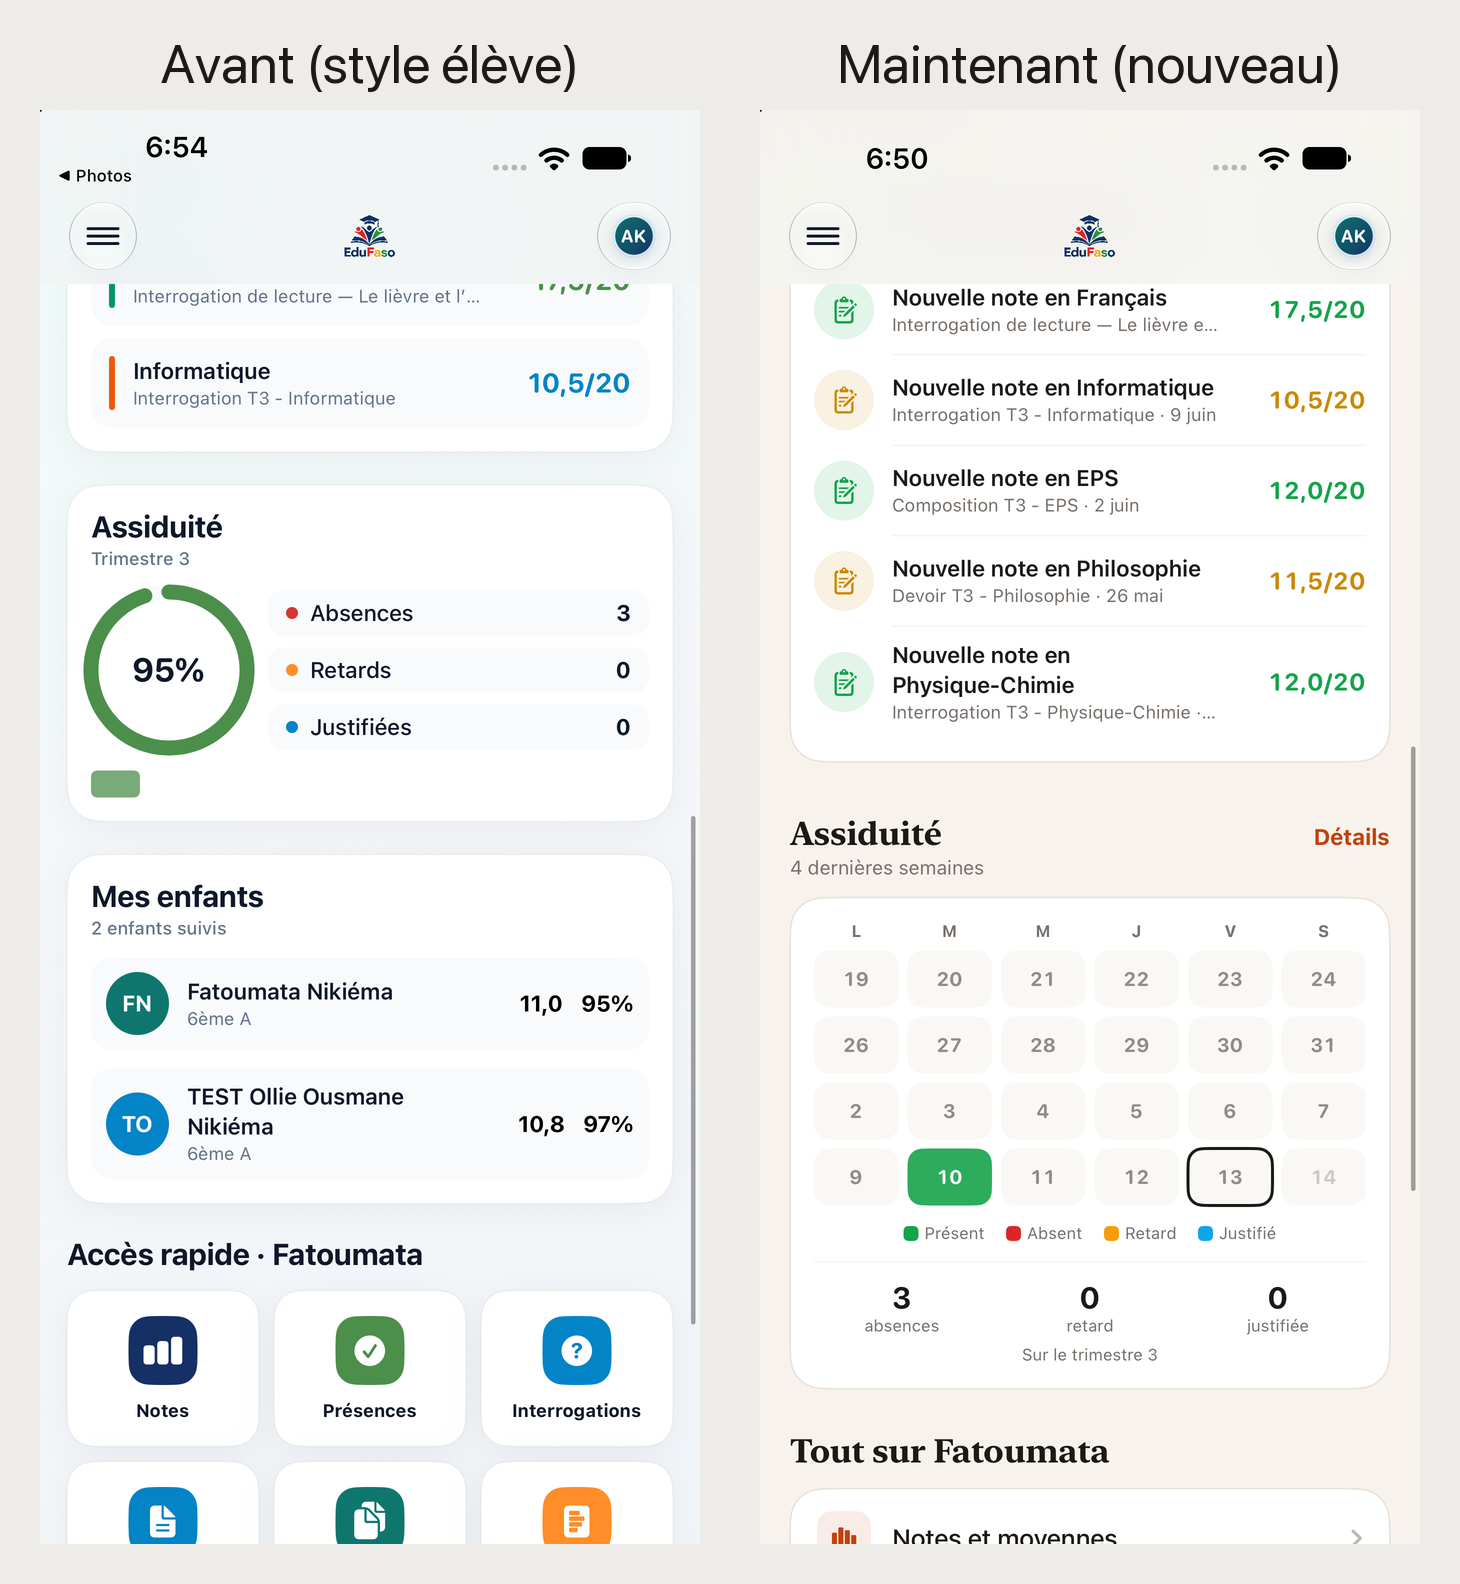 Avant (style élève)
6:54
◀ Photos
EduFaso
AK
17,5/20
Interrogation de lecture — Le lièvre et l’...
Informatique
Interrogation T3 - Informatique
10,5/20
Assiduité
Trimestre 3
95%
Absences 3
Retards 0
Justifiées 0
Mes enfants
2 enfants suivis
FN
Fatoumata Nikiéma
6ème A
11,0 95%
TO
TEST Ollie Ousmane
Nikiéma
6ème A
10,8 97%
Accès rapide · Fatoumata
Notes
Présences
Interrogations
Maintenant (nouveau)
6:50
EduFaso
AK
Nouvelle note en Français
Interrogation de lecture — Le lièvre e...
17,5/20
Nouvelle note en Informatique
Interrogation T3 - Informatique · 9 juin
10,5/20
Nouvelle note en EPS
Composition T3 - EPS · 2 juin
12,0/20
Nouvelle note en Philosophie
Devoir T3 - Philosophie · 26 mai
11,5/20
Nouvelle note en
Physique-Chimie
Interrogation T3 - Physique-Chimie ·...
12,0/20
Assiduité
Détails
4 dernières semaines
L M M J V S
19 20 21 22 23 24
26 27 28 29 30 31
2 3 4 5 6 7
9 10 11 12 13 14
Présent Absent Retard Justifié
3 0 0
absences retard justifiée
Sur le trimestre 3
Tout sur Fatoumata
Notes et moyennes